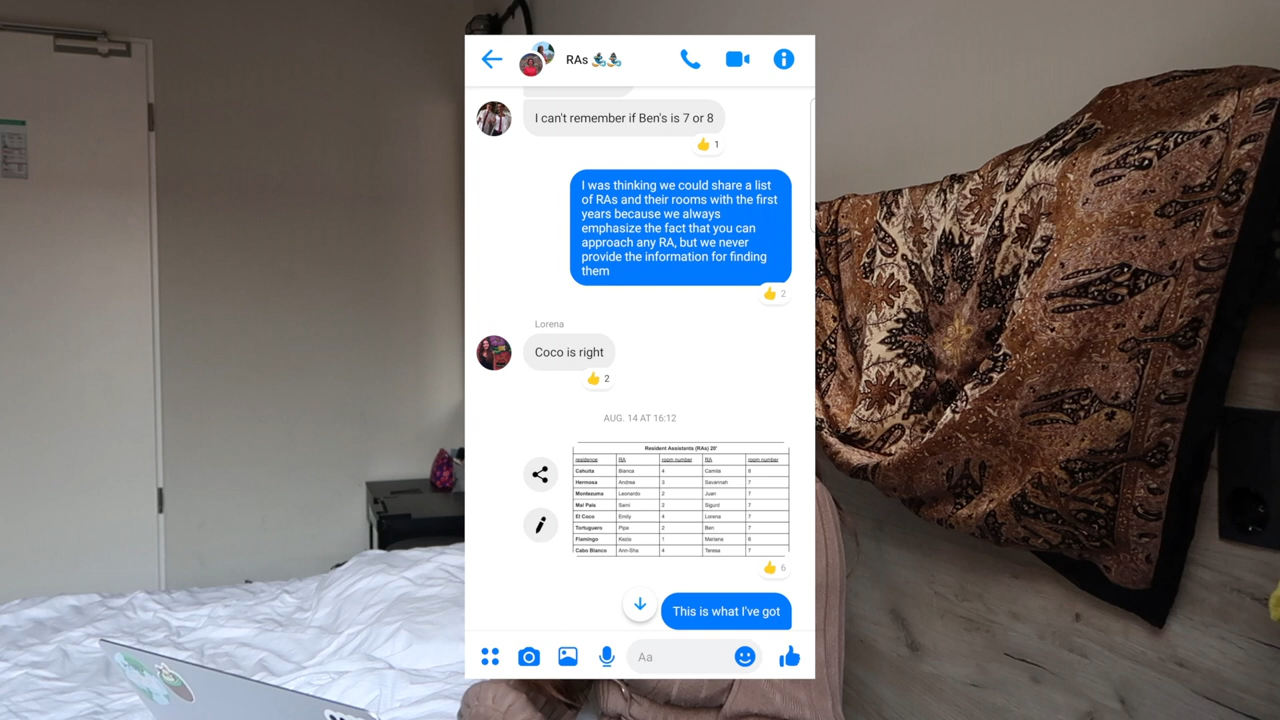 RAs
I can't remember if Ben's is 7 or 8
1
I was thinking we could share a list
of RAs and their rooms with the first
years because we always
emphasize the fact that you can
approach any RA, but we never
provide the information for finding
them
2
Lorena
Coco is right
2
AUG. 14 AT 16:12
Resident Assistants (RAs) 20'
residence RA room number RA room number
Cahuita Bianca 4 Camila 8
Hermosa Andrea 3 Savannah 7
Montezuma Leonardo 2 Juan 7
Mal Pais Sami 2 Sigurd 7
El Coco Emily 4 Lorena 7
Tortuguero Pipe 2 Ben 7
Flamingo Kezia 1 Mariana 6
Cabo Blanco Ann-Sha 4 Teresa 7
6
This is what I've got
Aa